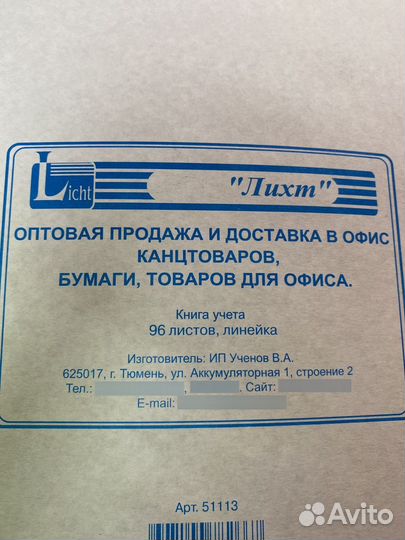 Licht
"Лихт"
ОПТОВАЯ ПРОДАЖА И ДОСТАВКА В ОФИС
КАНЦТОВАРОВ,
БУМАГИ, ТОВАРОВ ДЛЯ ОФИСА.
Книга учета
96 листов, линейка
Изготовитель: ИП Ученов В.А.
625017, г. Тюмень, ул. Аккумуляторная 1, строение 2
Тел.: , . Сайт:
E-mail:
Арт. 51113
Avito